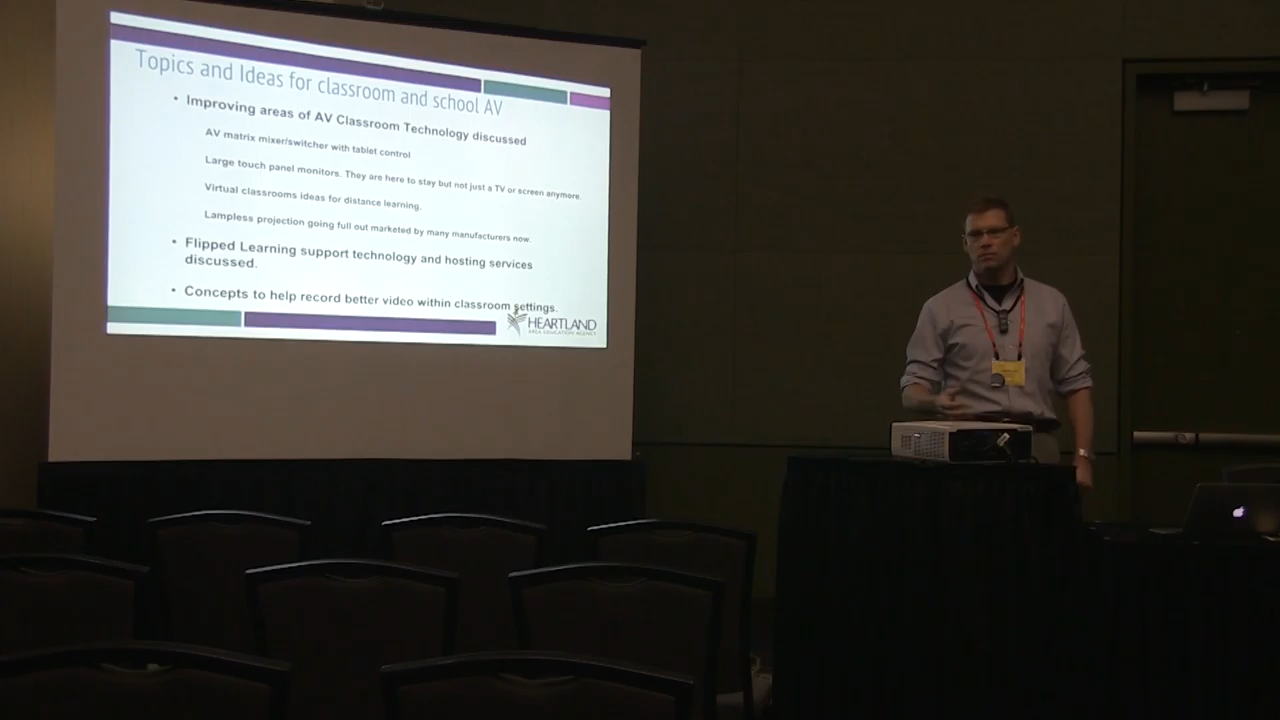 Topics and Ideas for classroom and school AV
• Improving areas of AV Classroom Technology discussed
AV matrix mixer/switcher with tablet control
Large touch panel monitors. They are here to stay but not just a TV or screen anymore.
Virtual classrooms ideas for distance learning.
Lampless projection going full out marketed by many manufacturers now.
• Flipped Learning support technology and hosting services
discussed.
• Concepts to help record better video within classroom settings.
HEARTLAND
AREA EDUCATION AGENCY